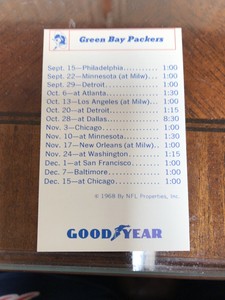 Green Bay Packers
Sept. 15—Philadelphia........... 1:00
Sept. 22—Minnesota (at Milw)... 1:00
Sept. 29—Detroit................ 1:00
Oct. 6—at Atlanta............... 1:30
Oct. 13—Los Angeles (at Milw) 1:00
Oct. 20—at Detroit.............. 1:15
Oct. 28—at Dallas............... 8:30
Nov. 3—Chicago.................. 1:00
Nov. 10—at Minnesota............ 1:30
Nov. 17—New Orleans (at Milw) 1:00
Nov. 24—at Washington........... 1:15
Dec. 1—at San Francisco......... 1:00
Dec. 7—Baltimore................ 1:00
Dec. 15—at Chicago.............. 1:00
© 1968 By NFL Properties, Inc.
GOODYEAR